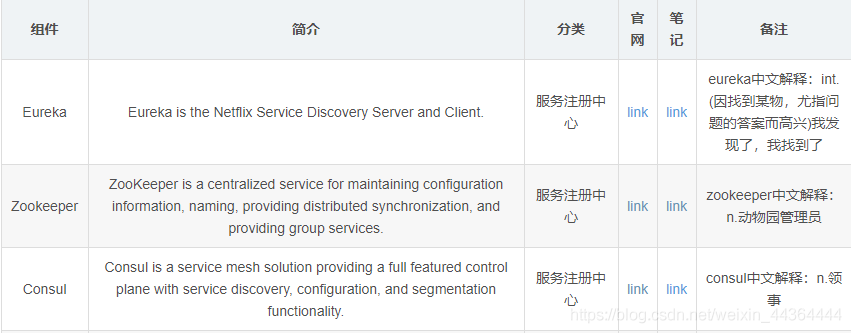 组件 简介 分类 官网 笔记 备注
Eureka Eureka is the Netflix Service Discovery Server and Client. 服务注册中心 link link eureka中文解释：int.(因找到某物，尤指问题的答案而高兴)我发现了，我找到了
Zookeeper ZooKeeper is a centralized service for maintaining configuration information, naming, providing distributed synchronization, and providing group services. 服务注册中心 link link zookeeper中文解释：n.动物园管理员
Consul Consul is a service mesh solution providing a full featured control plane with service discovery, configuration, and segmentation functionality. 服务注册中心 link link consul中文解释：n.领事
https://blog.csdn.net/weixin_44364444